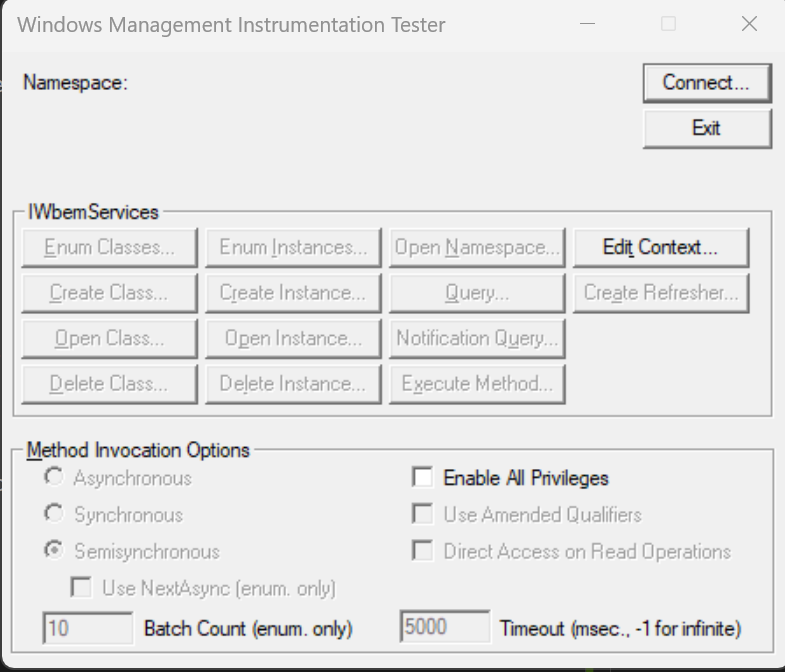 Windows Management Instrumentation Tester
Namespace:
Connect...
Exit
IWbemServices
Enum Classes... Enum Instances... Open Namespace... Edit Context...
Create Class... Create Instance... Query... Create Refresher...
Open Class... Open Instance... Notification Query...
Delete Class... Delete Instance... Execute Method...
Method Invocation Options
Asynchronous Enable All Privileges
Synchronous Use Amended Qualifiers
Semisynchronous Direct Access on Read Operations
Use NextAsync (enum. only)
10 Batch Count (enum. only) 5000 Timeout (msec., -1 for infinite)